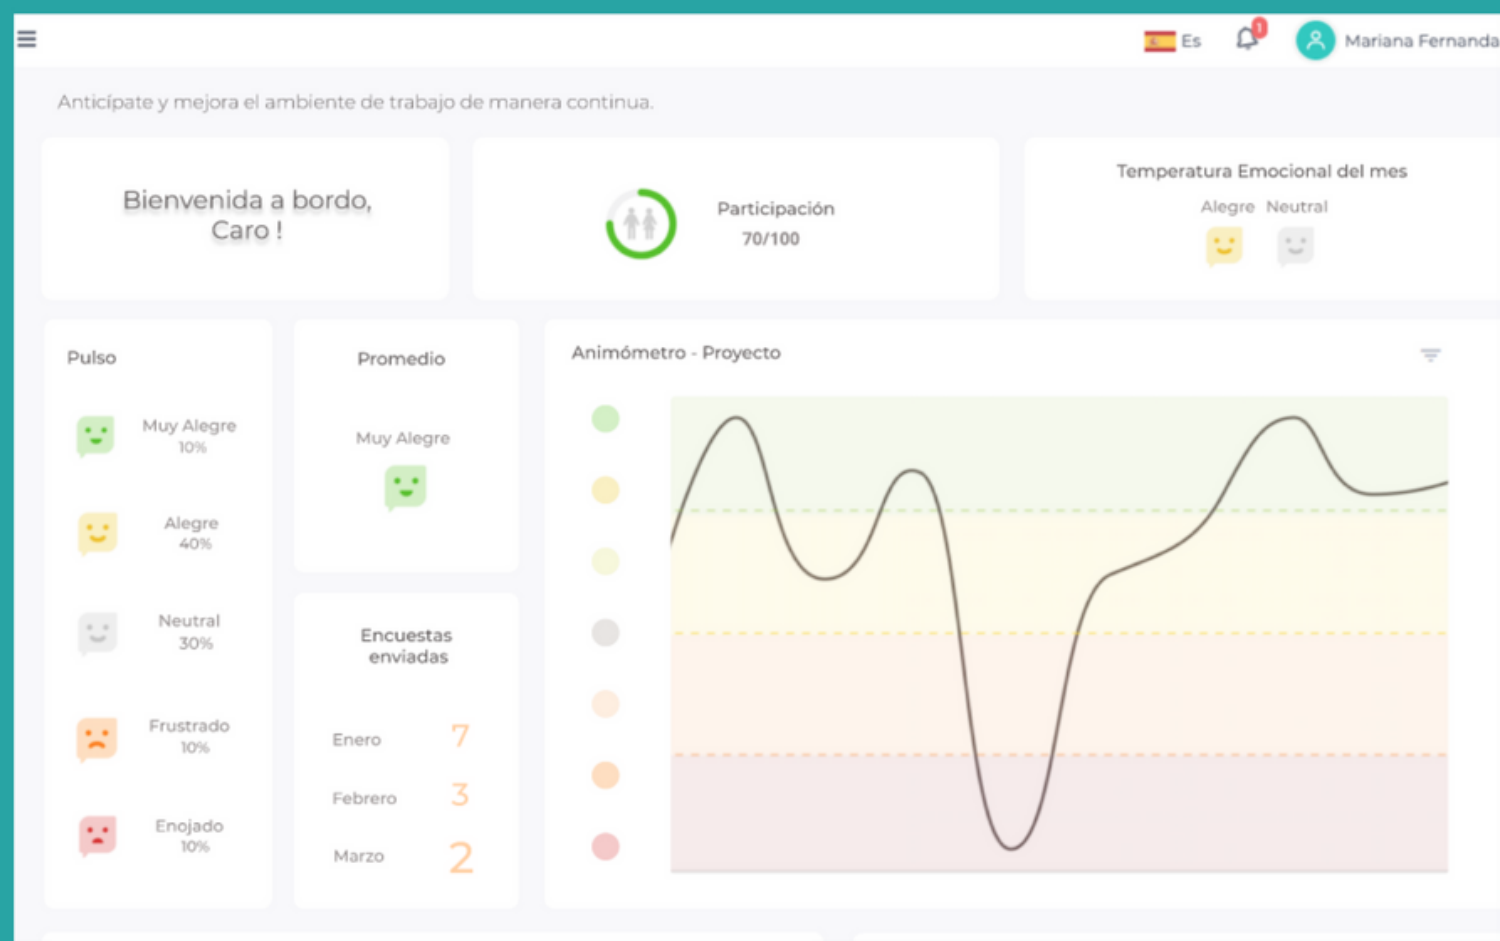 Es
1
Mariana Fernanda
Anticípate y mejora el ambiente de trabajo de manera continua.
Bienvenida a bordo,
Caro !
Participación
70/100
Temperatura Emocional del mes
Alegre Neutral
Pulso
Muy Alegre
10%
Alegre
40%
Neutral
30%
Frustrado
10%
Enojado
10%
Promedio
Muy Alegre
Encuestas
enviadas
Enero 7
Febrero 3
Marzo 2
Animómetro - Proyecto